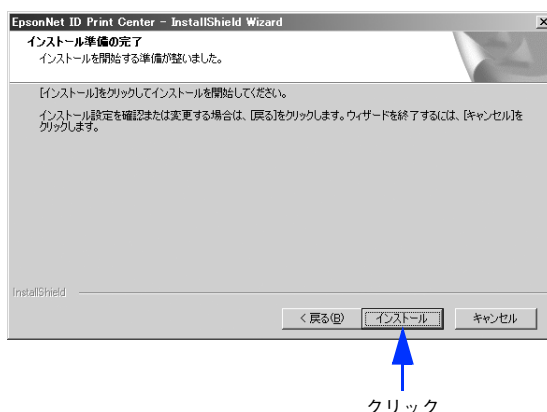 EpsonNet ID Print Center - InstallShield Wizard
インストール準備の完了
インストールを開始する準備が整いました。
[インストール]をクリックしてインストールを開始してください。
インストール設定を確認または変更する場合は、[戻る]をクリックします。ウィザードを終了するには、[キャンセル]を
クリックします。
InstallShield
< 戻る(B) インストール キャンセル
クリック